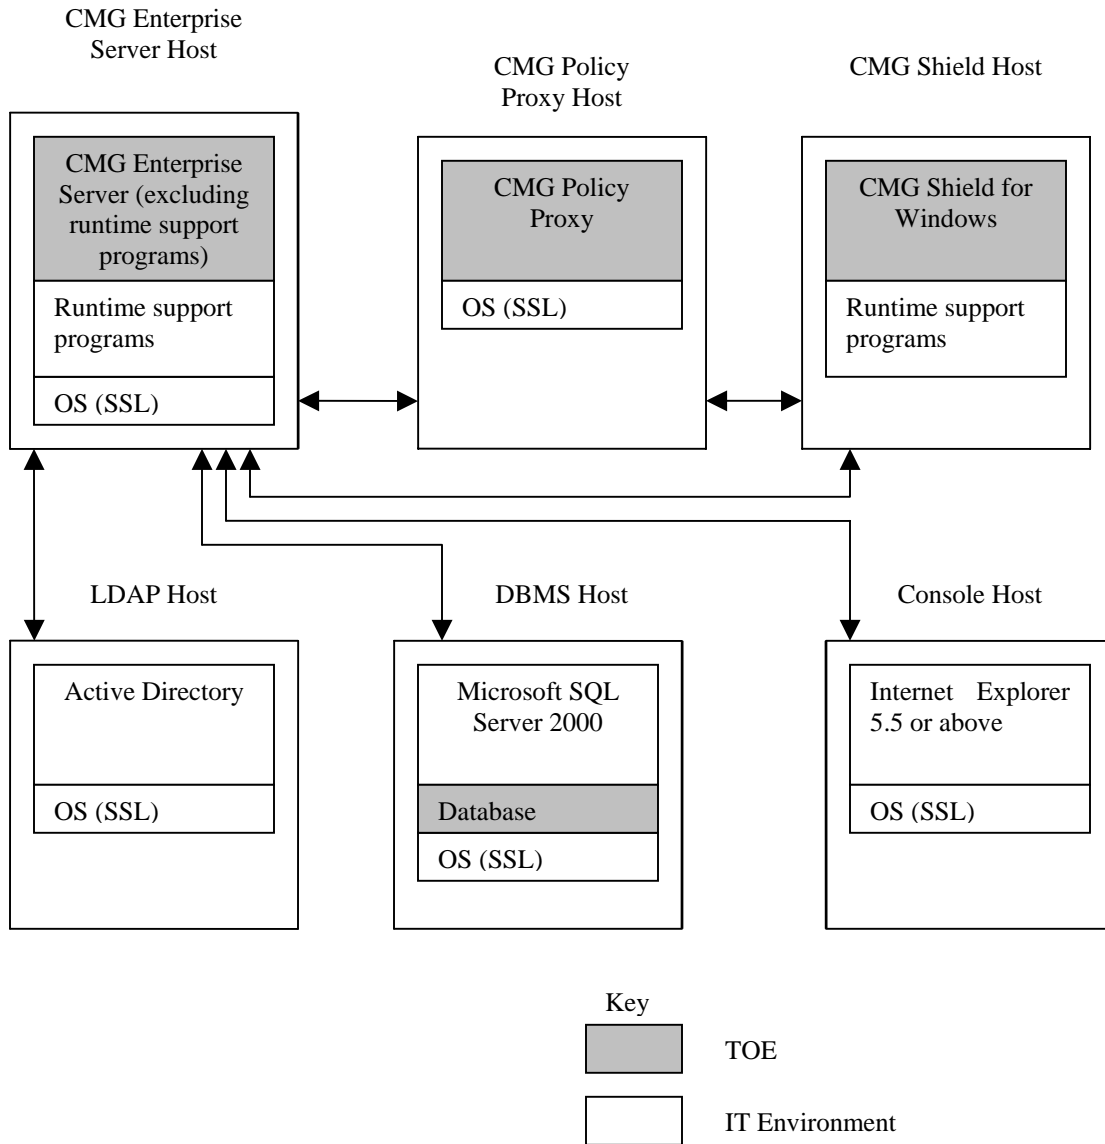 CMG Enterprise
Server Host
CMG Policy
Proxy Host
CMG Shield Host
CMG Enterprise
Server (excluding
runtime support
programs)
Runtime support
programs
OS (SSL)
CMG Policy
Proxy
OS (SSL)
CMG Shield for
Windows
Runtime support
programs
LDAP Host
DBMS Host
Console Host
Active Directory
OS (SSL)
Microsoft SQL
Server 2000
Database
OS (SSL)
Internet Explorer
5.5 or above
OS (SSL)
Key
TOE
IT Environment